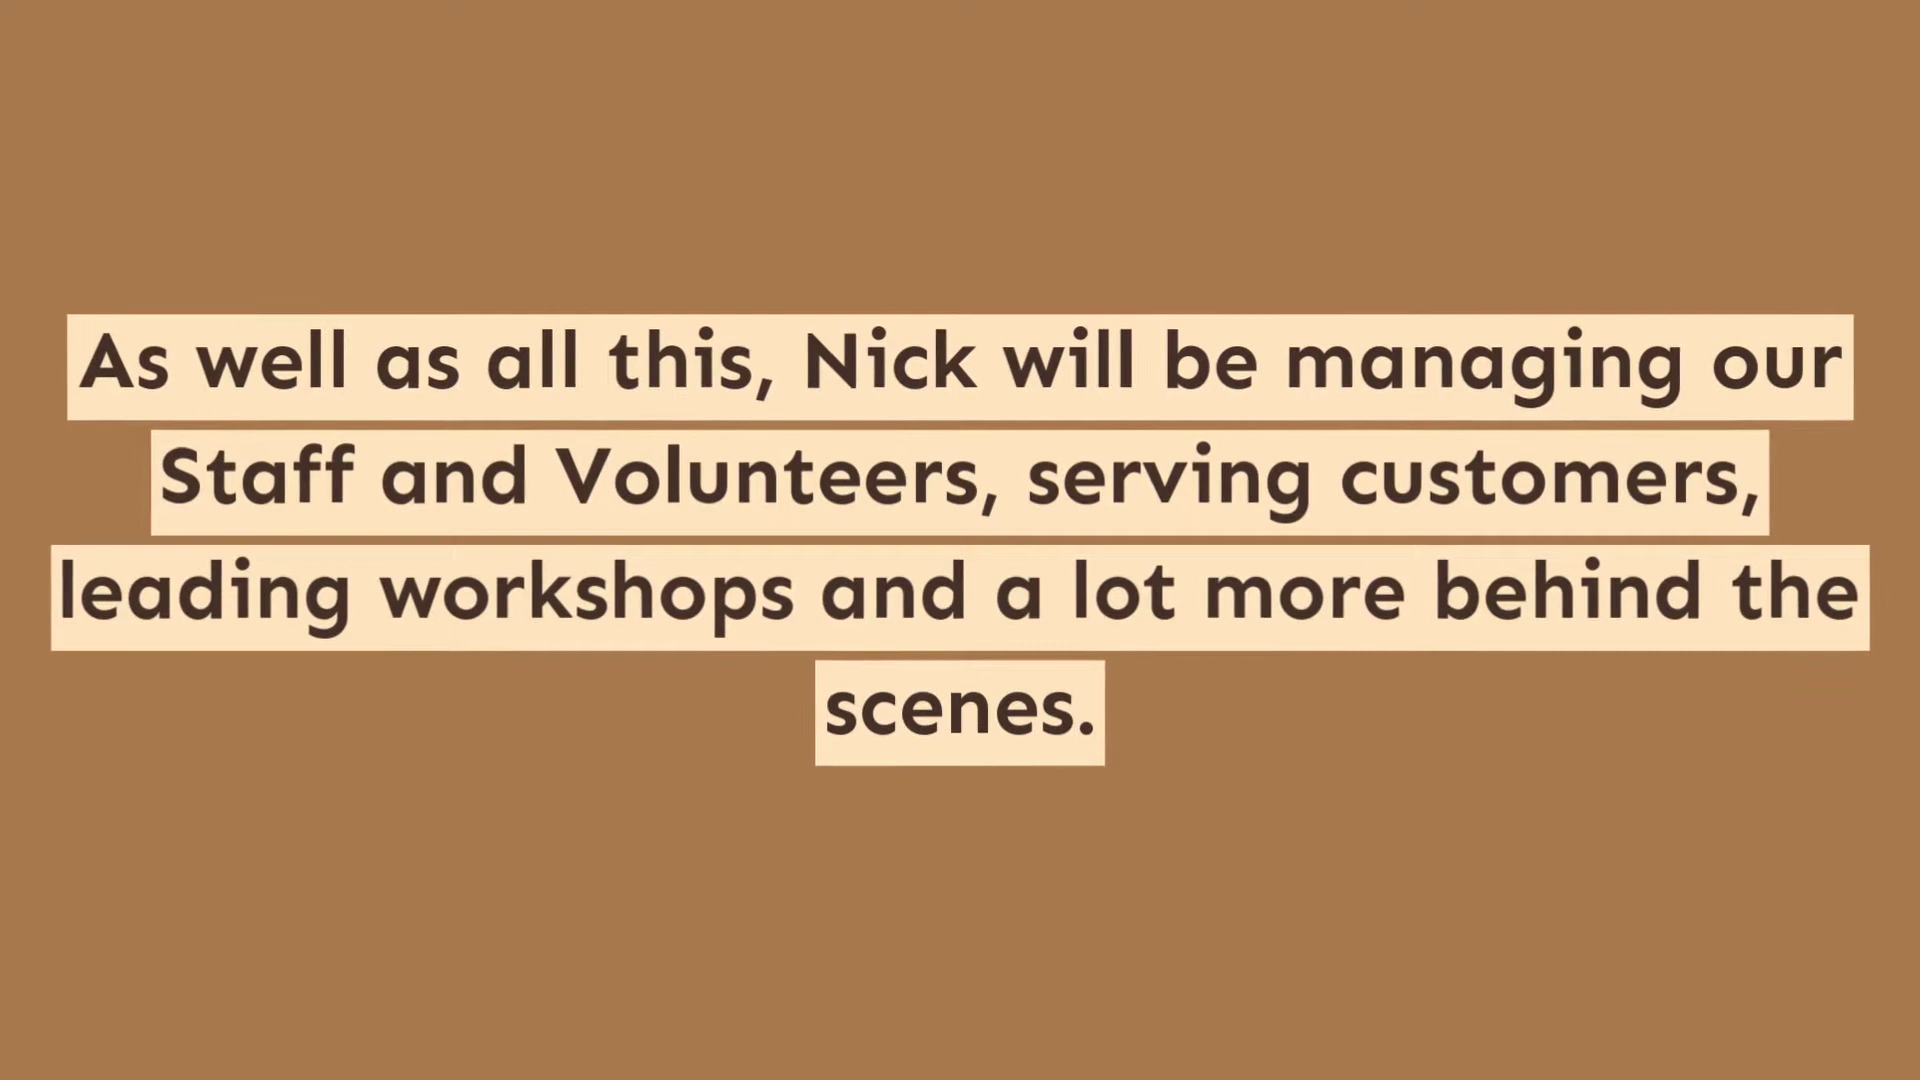 As well as all this, Nick will be managing our
Staff and Volunteers, serving customers,
leading workshops and a lot more behind the
scenes.